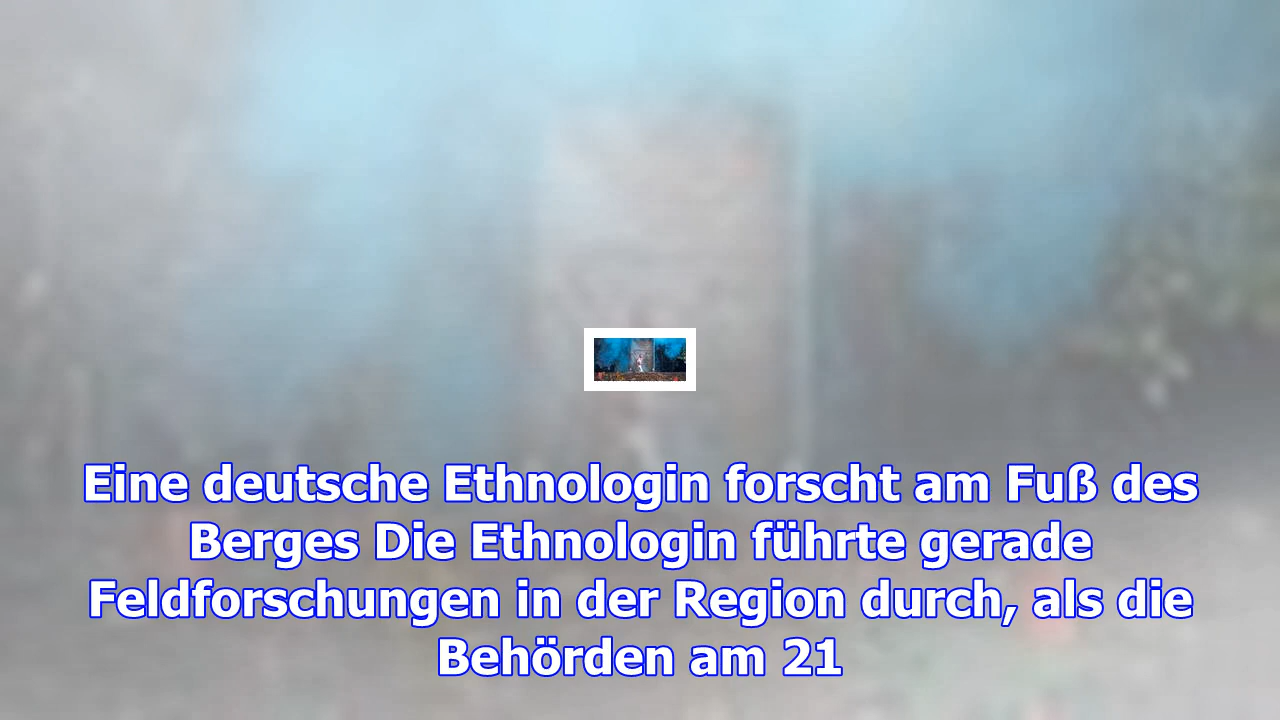 Eine deutsche Ethnologin forscht am Fuß des
Berges Die Ethnologin führte gerade
Feldforschungen in der Region durch, als die
Behörden am 21